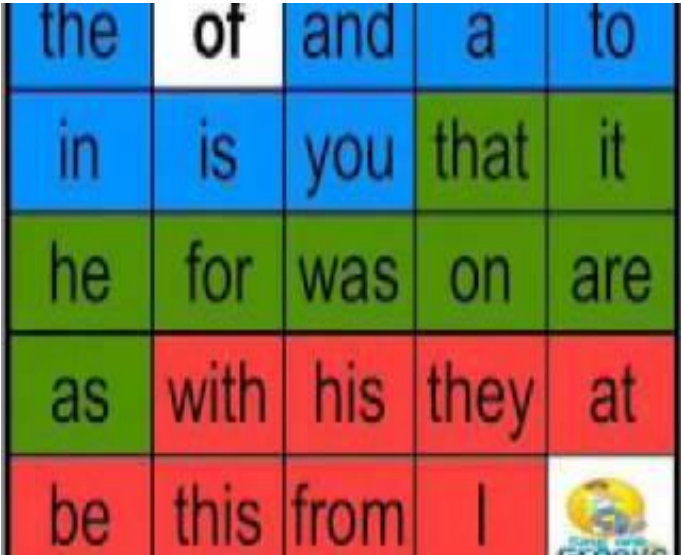 the of and a to
in is you that it
he for was on are
as with his they at
be this from I